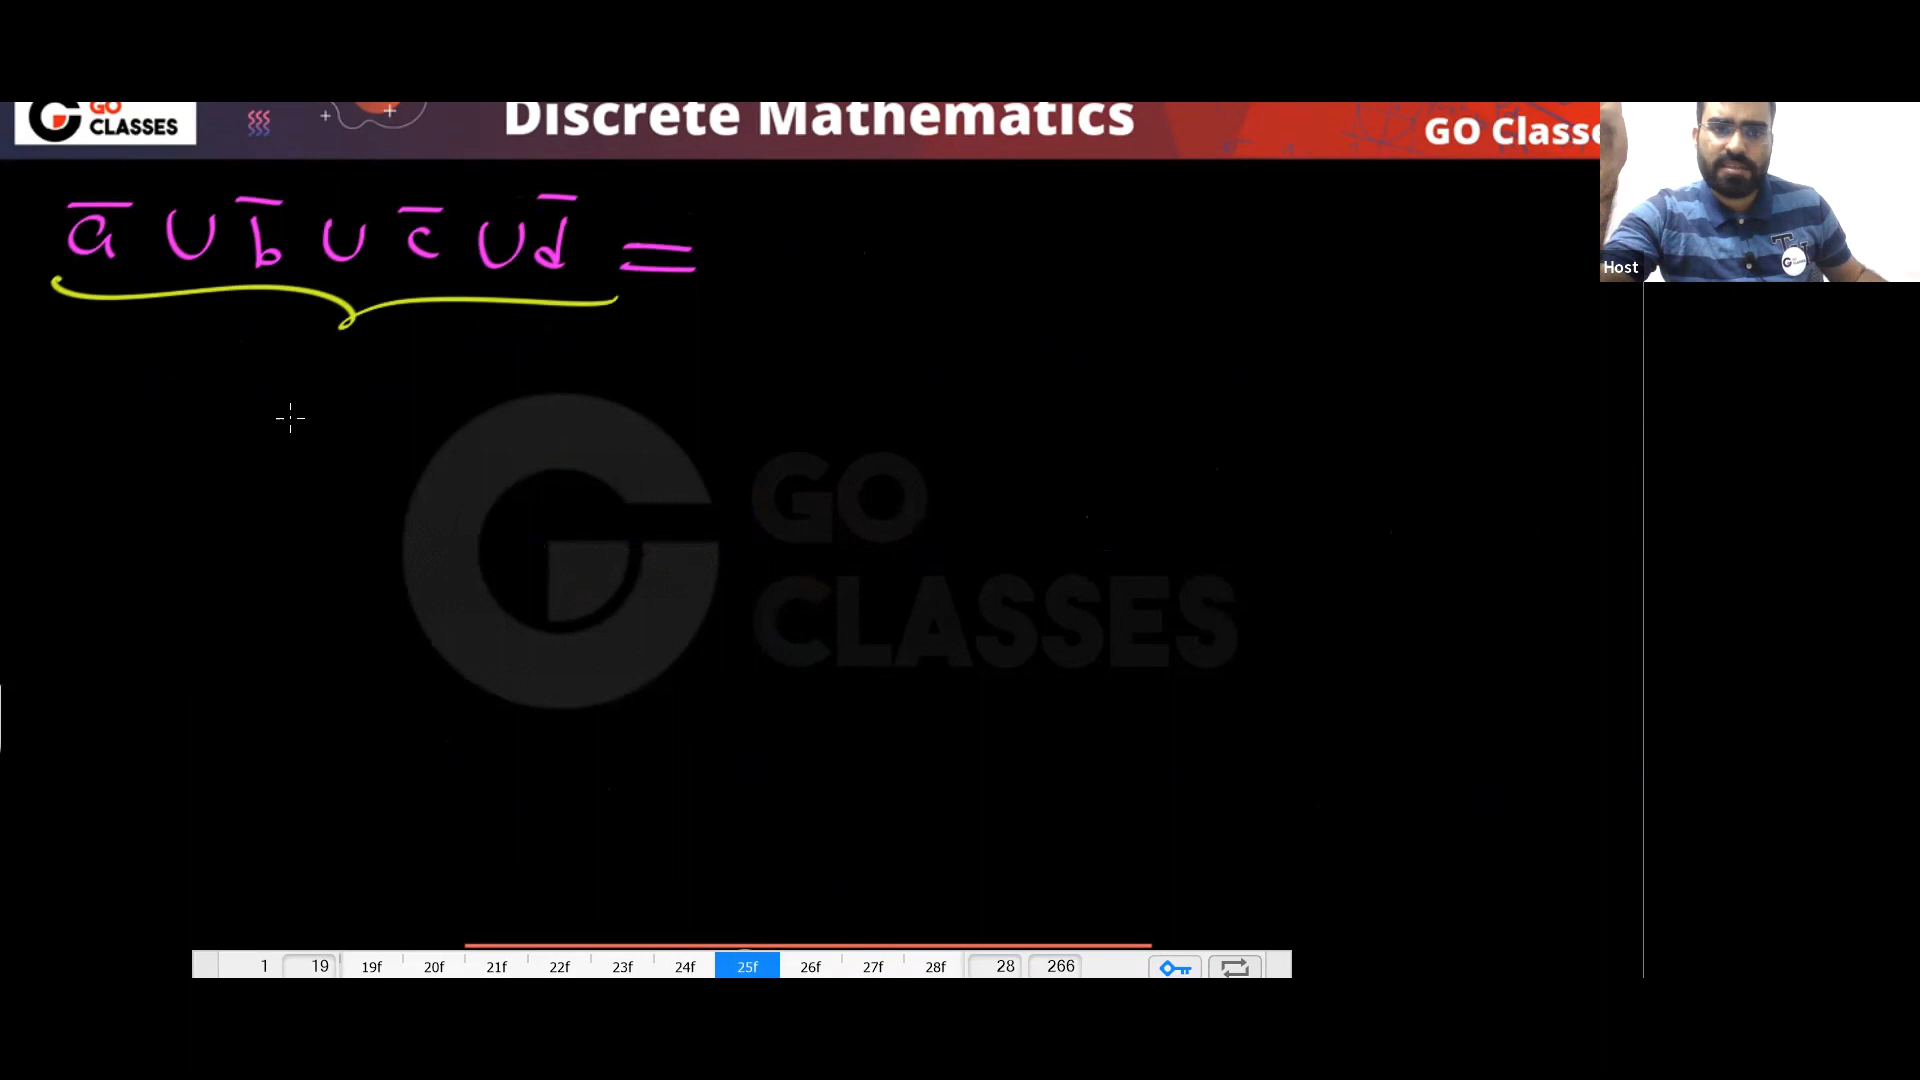 GO
CLASSES
Discrete Mathematics
GO Classe
a̅ ∪ b̅ ∪ c̅ ∪ d̅ =
Host
GO
CLASSES
1 19 19f 20f 21f 22f 23f 24f 25f 26f 27f 28f 28 266